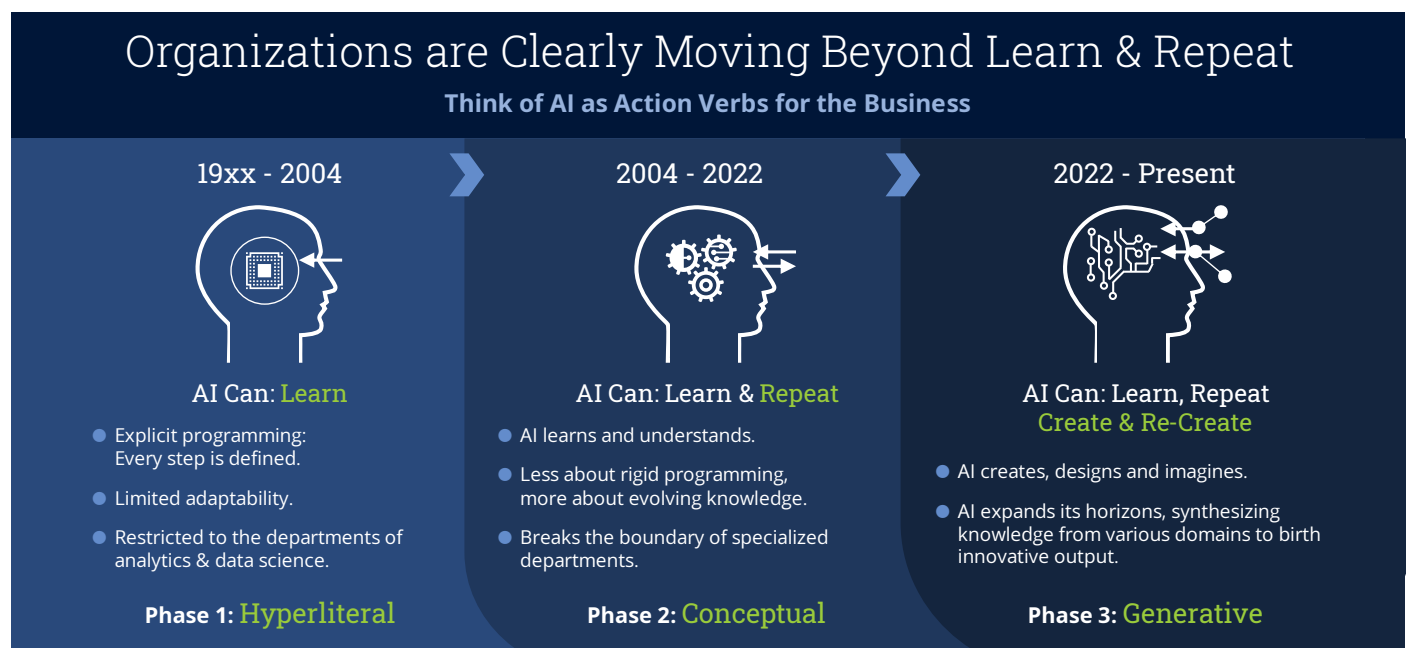 Organizations are Clearly Moving Beyond Learn & Repeat
Think of AI as Action Verbs for the Business
19xx - 2004
AI Can: Learn
Explicit programming:
Every step is defined.
Limited adaptability.
Restricted to the departments of
analytics & data science.
Phase 1: Hyperliteral
2004 - 2022
AI Can: Learn & Repeat
AI learns and understands.
Less about rigid programming,
more about evolving knowledge.
Breaks the boundary of specialized
departments.
Phase 2: Conceptual
2022 - Present
AI Can: Learn, Repeat
Create & Re-Create
AI creates, designs and imagines.
AI expands its horizons, synthesizing
knowledge from various domains to birth
innovative output.
Phase 3: Generative